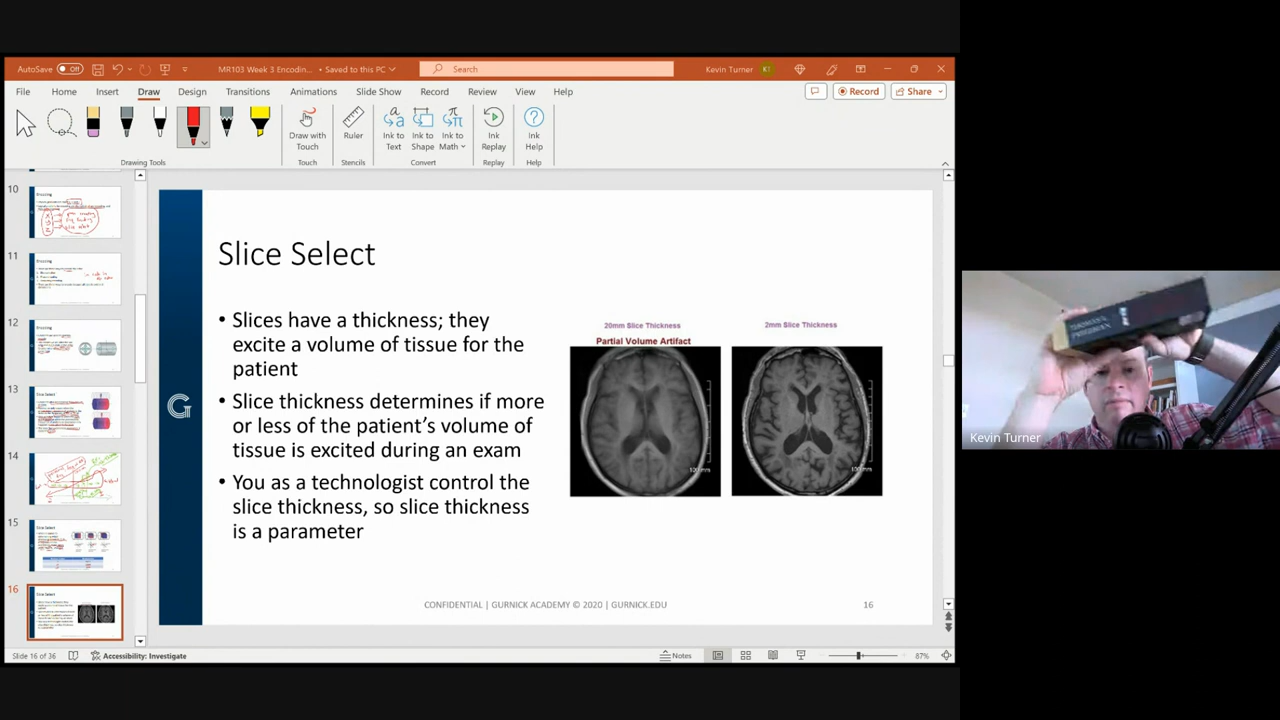 AutoSave Off
MR103 Week 3 Encodin... • Saved to this PC
Search
Kevin Turner
KT
File Home Insert Draw Design Transitions Animations Slide Show Record Review View Help
Record
Share
Draw with Touch
Ruler
Ink to Text
Ink to Shape
Ink to Math
Ink Replay
Ink Help
Drawing Tools
Touch
Stencils
Convert
Replay
Help
10
11
12
13
14
15
16
Slice Select
• Slices have a thickness; they
excite a volume of tissue for the
patient
• Slice thickness determines if more
or less of the patient's volume of
tissue is excited during an exam
• You as a technologist control the
slice thickness, so slice thickness
is a parameter
20mm Slice Thickness
Partial Volume Artifact
2mm Slice Thickness
G
CONFIDENTIAL GURNICK ACADEMY © 2020 | GURNICK.EDU
16
Kevin Turner
Slide 16 of 36
Accessibility: Investigate
Notes
87%